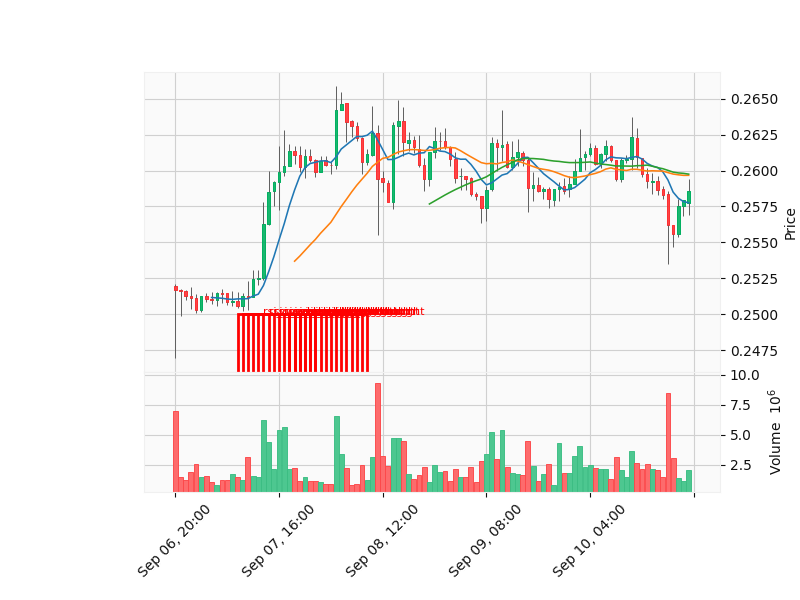 0.2650
0.2625
0.2600
0.2575
0.2550
0.2525
0.2500
0.2475
Price
10.0
7.5
5.0
2.5
Volume 10^6
Sep 06, 20:00
Sep 07, 16:00
Sep 08, 12:00
Sep 09, 08:00
Sep 10, 04:00